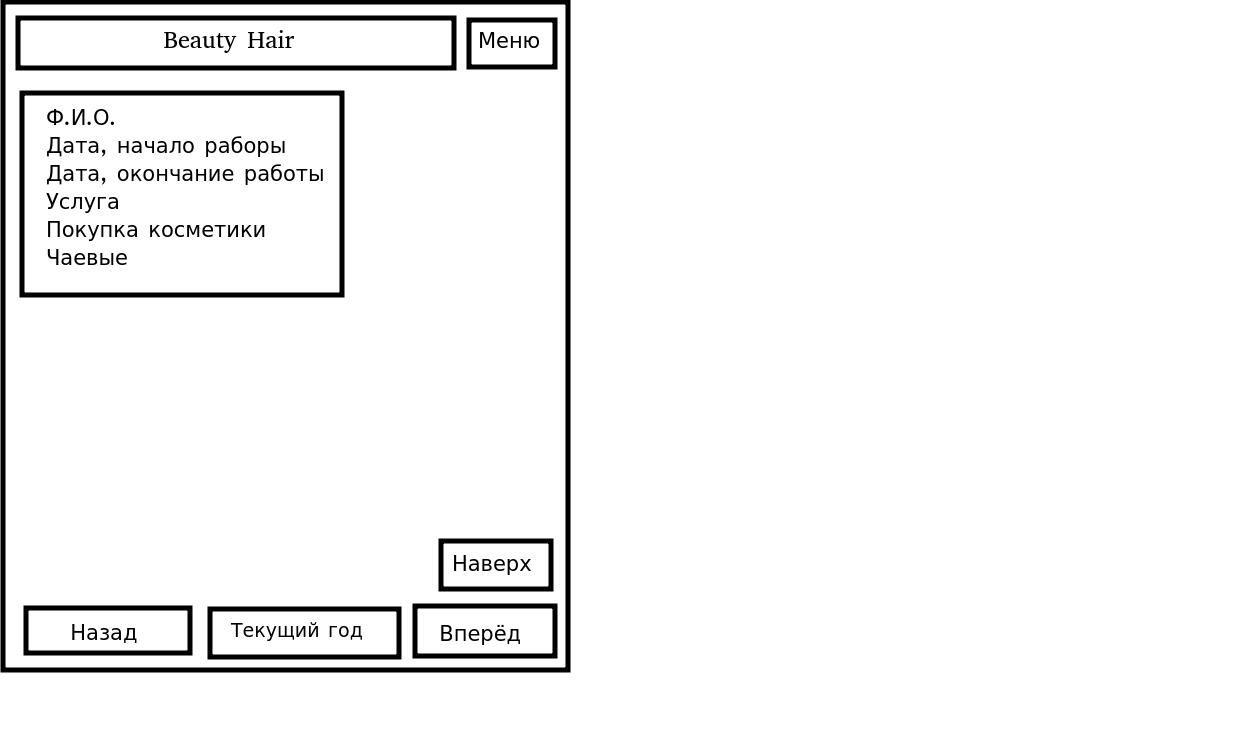 Beauty Hair
Меню
Ф.И.О.
Дата, начало раборы
Дата, окончание работы
Услуга
Покупка косметики
Чаевые
Наверх
Назад
Текущий год
Вперёд